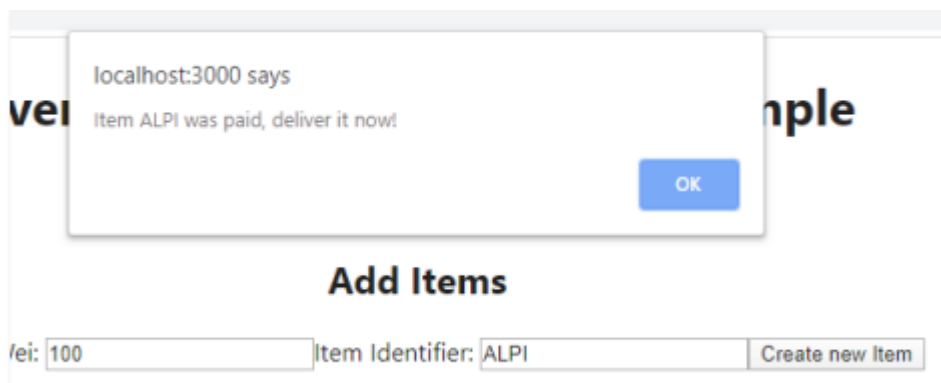 localhost:3000 says
Item ALPI was paid, deliver it now!
OK
Add Items
100 Item Identifier: ALPI Create new Item